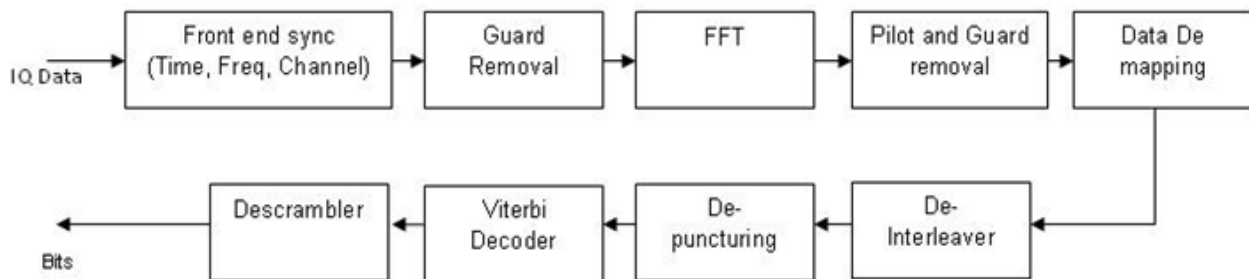 IQ Data
Front end sync
(Time, Freq, Channel)
Guard
Removal
FFT
Pilot and Guard
removal
Data De
mapping
De-
Interleaver
De-
puncturing
Viterbi
Decoder
Descrambler
Bits